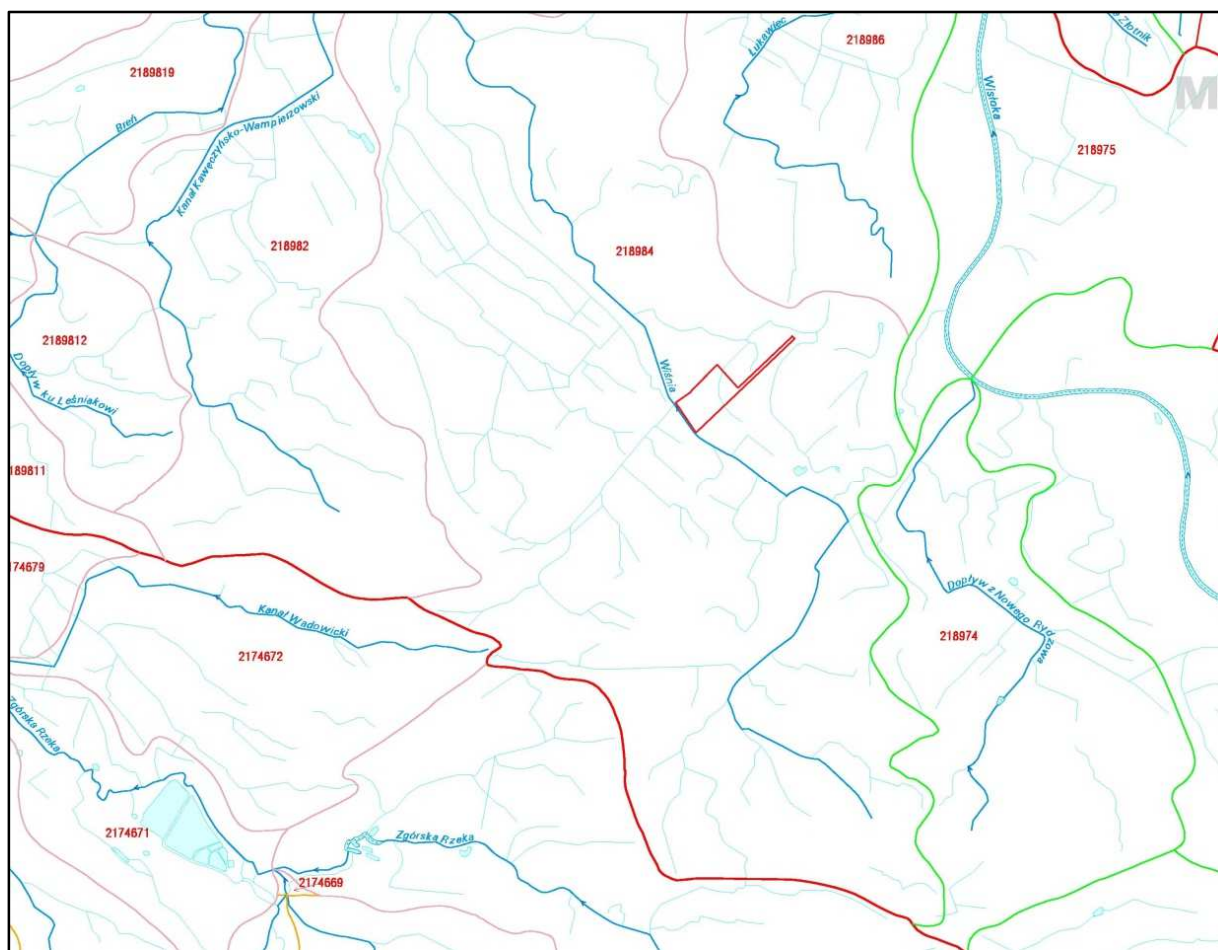 Łukawiec
218986
Złotnik
2189819
M
Wisłoka
Breń
Kanał Kawęczyńsko-Wampierzowski
218975
218982
218984
2189812
Dopływ ku Leśniakowi
Wiśnia
189811
174679
Kanał Wadowicki
Dopływ z Nowego Rydzowa
218974
2174672
Zgórska Rzeka
2174671
Zgórska Rzeka
2174669